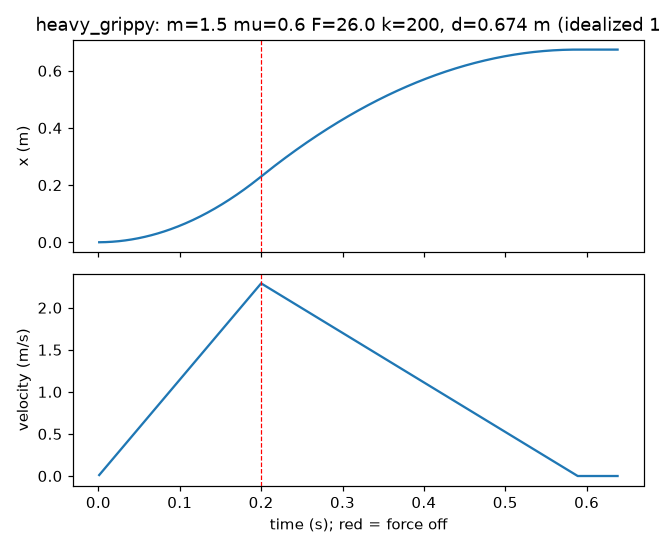 heavy_grippy: m=1.5 mu=0.6 F=26.0 k=200, d=0.674 m (idealized 1
x (m)
0.6
0.4
0.2
0.0
velocity (m/s)
2.0
1.5
1.0
0.5
0.0
0.0 0.1 0.2 0.3 0.4 0.5 0.6
time (s); red = force off